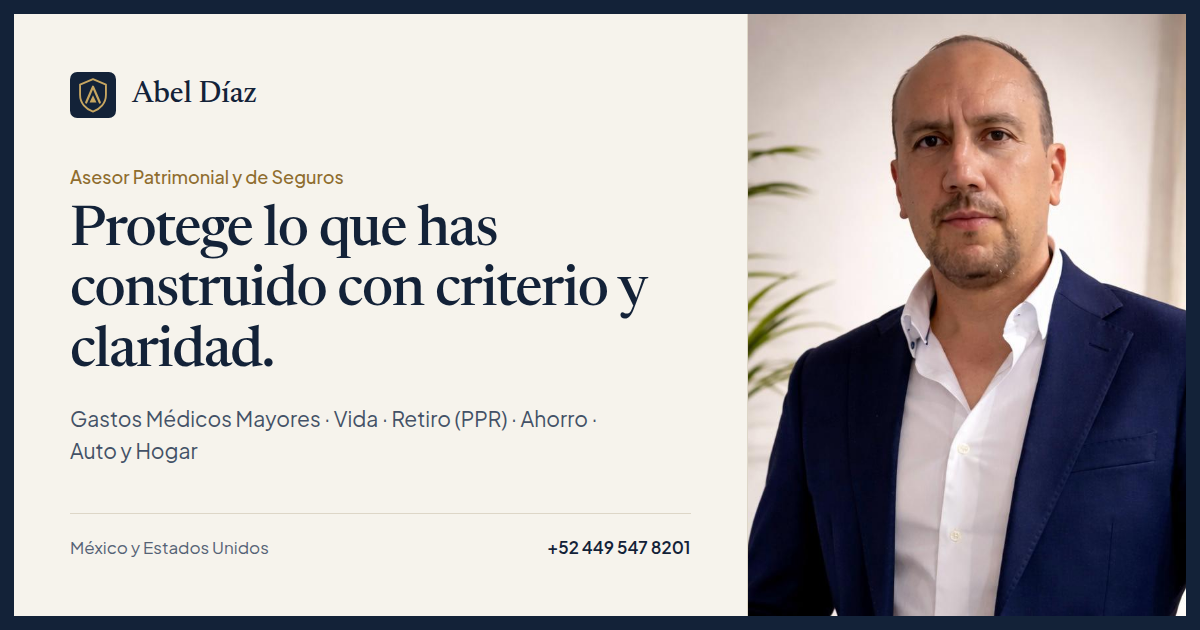 Abel Díaz
Asesor Patrimonial y de Seguros
Protege lo que has
construido con criterio y
claridad.
Gastos Médicos Mayores · Vida · Retiro (PPR) · Ahorro ·
Auto y Hogar
México y Estados Unidos
+52 449 547 8201